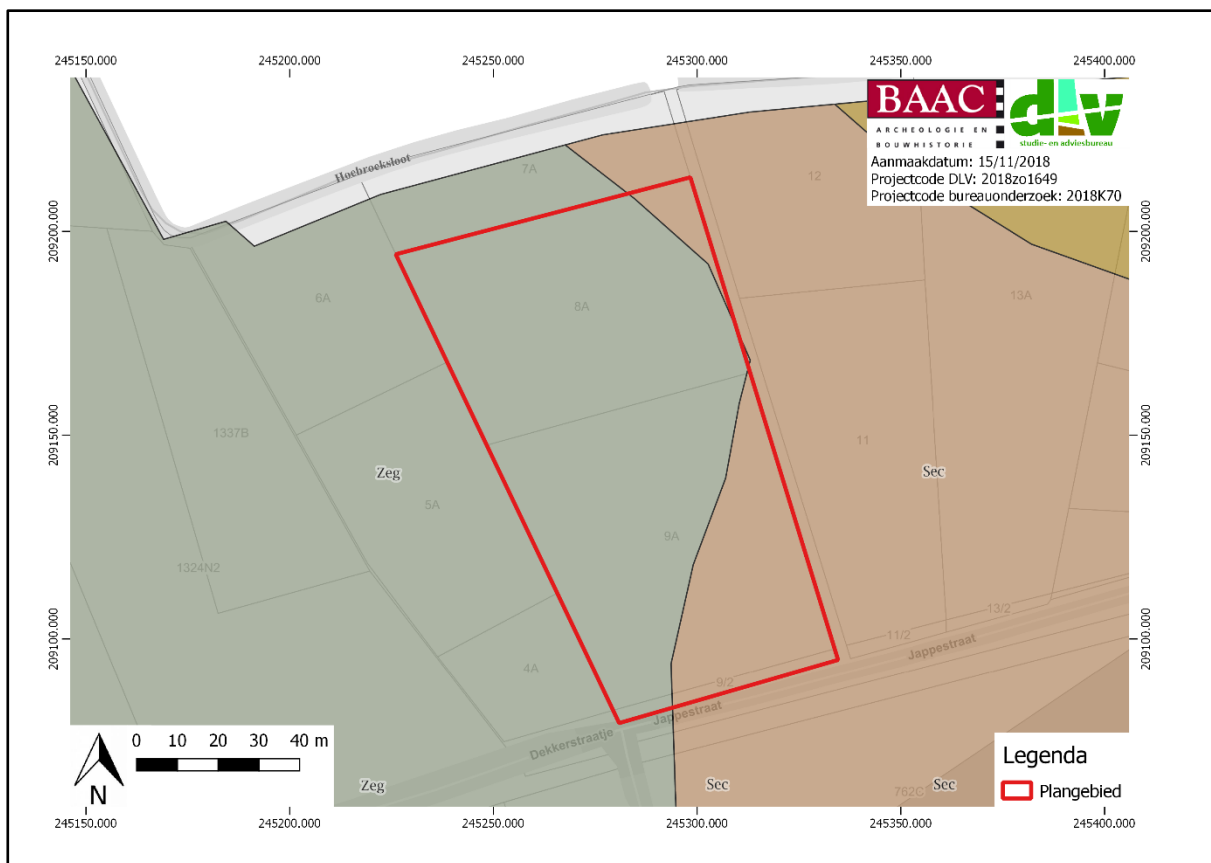 245150.000
245200.000
245250.000
245300.000
245350.000
245400.000
BAAC
ARCHEOLOGIE EN
BOUWHISTORIE
dlv
studie- en adviesbureau
Aanmaakdatum: 15/11/2018
Projectcode DLV: 2018zo1649
Projectcode bureauonderzoek: 2018K70
Hoebroeksloot
7A
12
209200.000
209200.000
6A
8A
13A
209150.000
209150.000
1337B
11
Zeg
Sec
5A
9A
1324N2
209100.000
209100.000
13/2
11/2
Jappestraat
4A
9/2
Jappestraat
Dekkerstraatje
0 10 20 30 40 m
N
Zeg
Sec
Sec
762C
Legenda
Plangebied
245150.000
245200.000
245250.000
245300.000
245350.000
245400.000